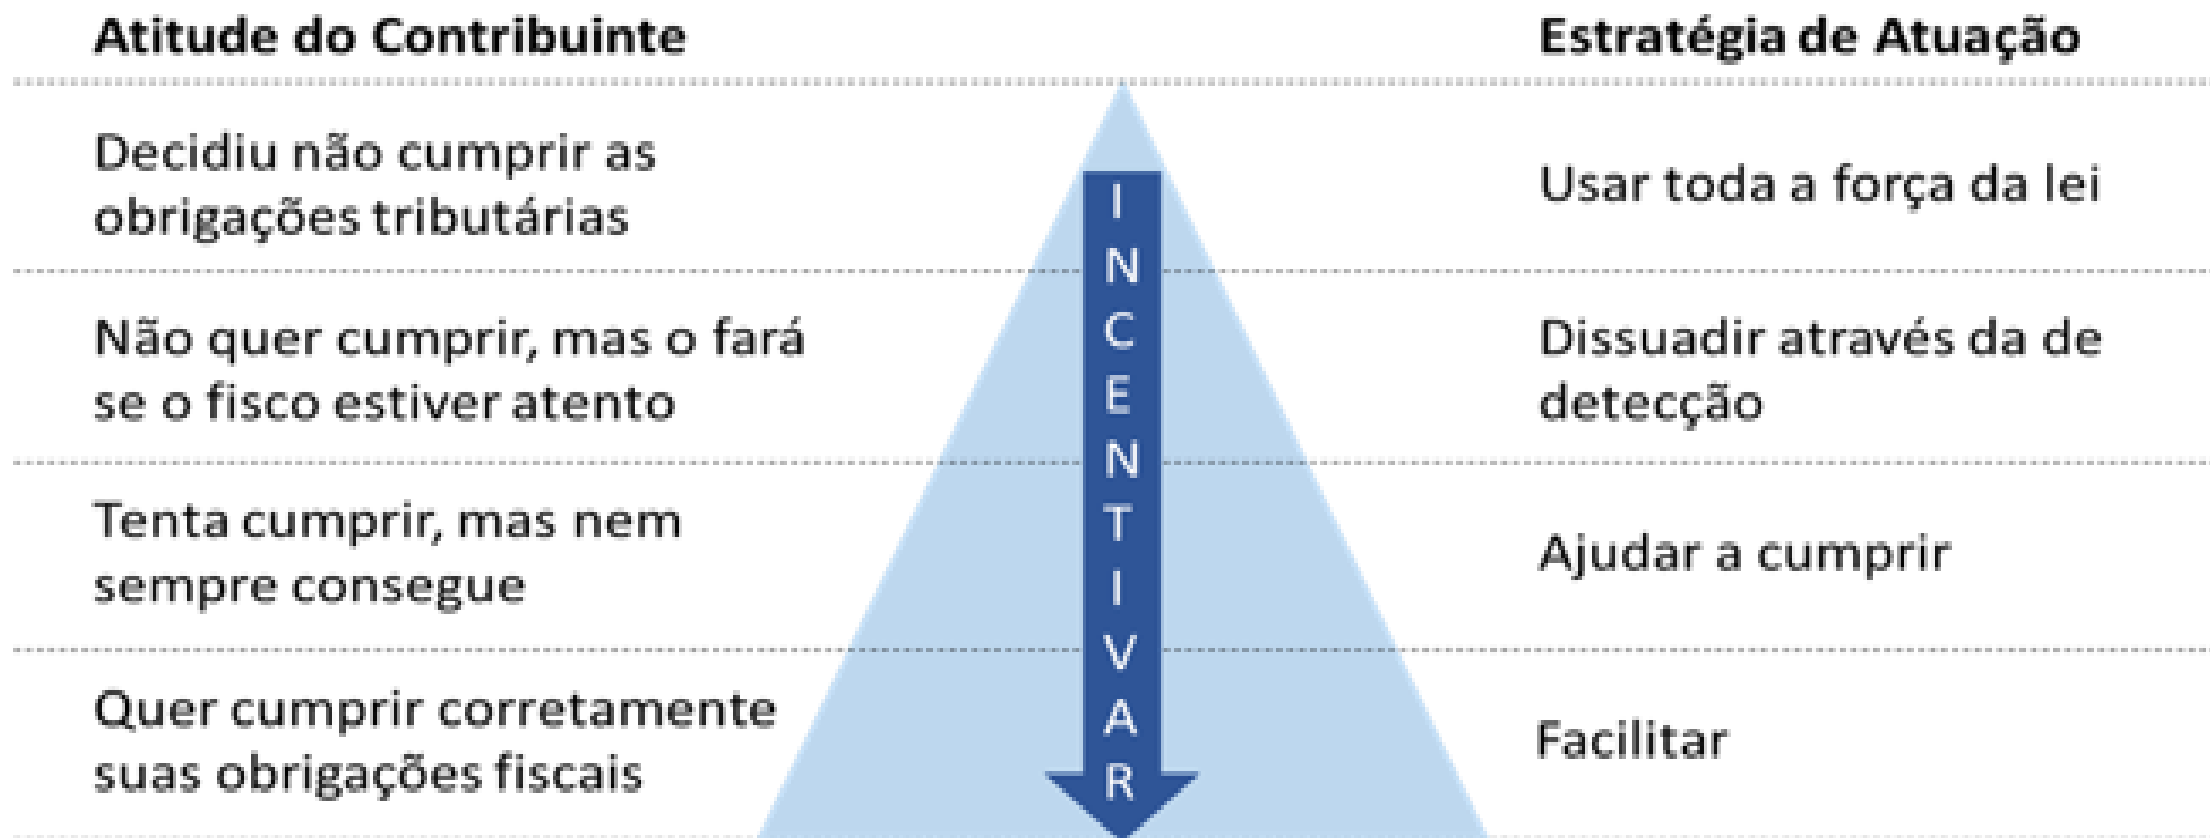 Atitude do Contribuinte
Estratégia de Atuação
Decidiu não cumprir as
obrigações tributárias
Usar toda a força da lei
Não quer cumprir, mas o fará
se o fisco estiver atento
Dissuadir através da de
detecção
Tenta cumprir, mas nem
sempre consegue
Ajudar a cumprir
Quer cumprir corretamente
suas obrigações fiscais
Facilitar
INCENTIVAR